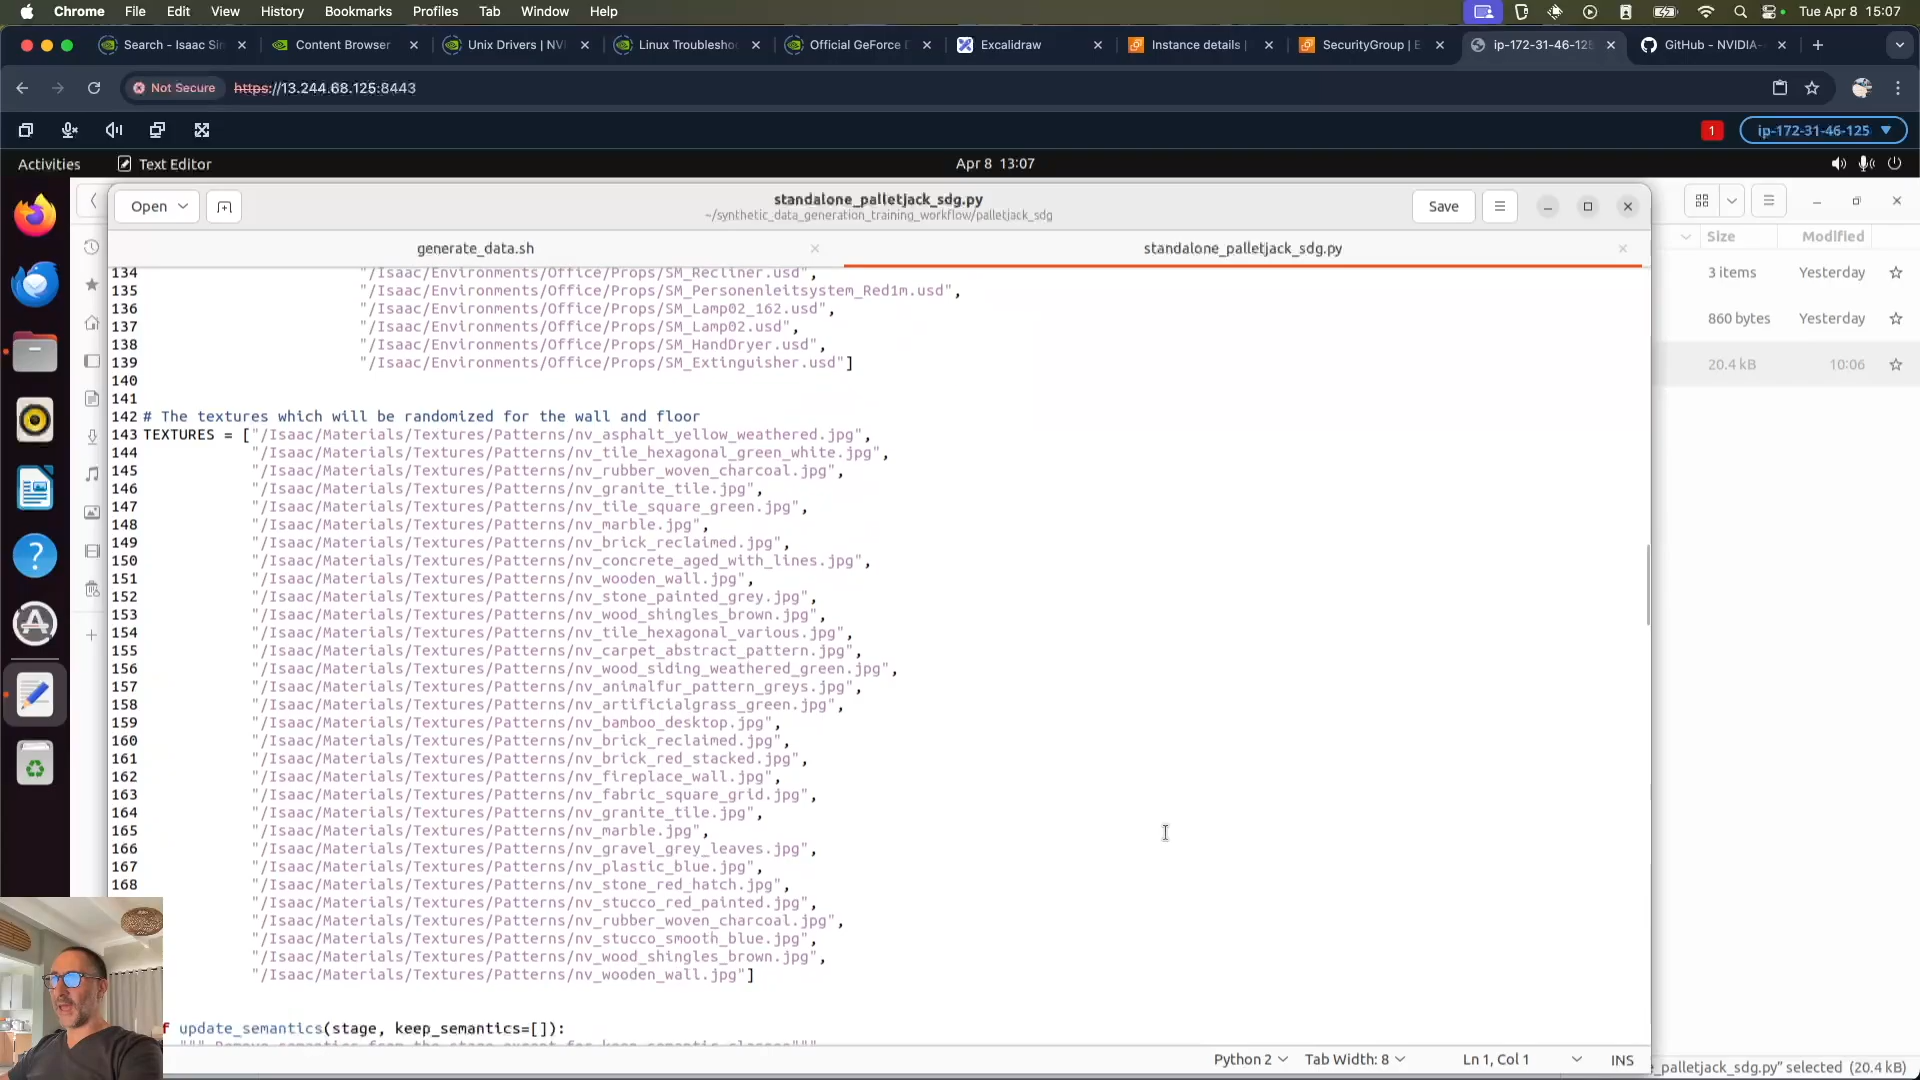 Chrome File Edit View History Bookmarks Profiles Tab Window Help Tue Apr 8 15:07
Search - Isaac Sim Content Browser Unix Drivers | NVI Linux Troublesho Official GeForce D Excalidraw Instance details | SecurityGroup | E ip-172-31-46-125 GitHub - NVIDIA-
Not Secure https://13.244.68.125:8443
1 ip-172-31-46-125
Activities Text Editor Apr 8 13:07
Open standalone_palletjack_sdg.py Save
~/synthetic_data_generation_training_workflow/palletjack_sdg
generate_data.sh standalone_palletjack_sdg.py
Size Modified
3 items Yesterday
860 bytes Yesterday
20.4 kB 10:06
134 "/Isaac/Environments/Office/Props/SM_Recliner.usd",
135 "/Isaac/Environments/Office/Props/SM_Personenleitsystem_Red1m.usd",
136 "/Isaac/Environments/Office/Props/SM_Lamp02_162.usd",
137 "/Isaac/Environments/Office/Props/SM_Lamp02.usd",
138 "/Isaac/Environments/Office/Props/SM_HandDryer.usd",
139 "/Isaac/Environments/Office/Props/SM_Extinguisher.usd"]
140
141
142 # The textures which will be randomized for the wall and floor
143 TEXTURES = ["/Isaac/Materials/Textures/Patterns/nv_asphalt_yellow_weathered.jpg",
144 "/Isaac/Materials/Textures/Patterns/nv_tile_hexagonal_green_white.jpg",
145 "/Isaac/Materials/Textures/Patterns/nv_rubber_woven_charcoal.jpg",
146 "/Isaac/Materials/Textures/Patterns/nv_granite_tile.jpg",
147 "/Isaac/Materials/Textures/Patterns/nv_tile_square_green.jpg",
148 "/Isaac/Materials/Textures/Patterns/nv_marble.jpg",
149 "/Isaac/Materials/Textures/Patterns/nv_brick_reclaimed.jpg",
150 "/Isaac/Materials/Textures/Patterns/nv_concrete_aged_with_lines.jpg",
151 "/Isaac/Materials/Textures/Patterns/nv_wooden_wall.jpg",
152 "/Isaac/Materials/Textures/Patterns/nv_stone_painted_grey.jpg",
153 "/Isaac/Materials/Textures/Patterns/nv_wood_shingles_brown.jpg",
154 "/Isaac/Materials/Textures/Patterns/nv_tile_hexagonal_various.jpg",
155 "/Isaac/Materials/Textures/Patterns/nv_carpet_abstract_pattern.jpg",
156 "/Isaac/Materials/Textures/Patterns/nv_wood_siding_weathered_green.jpg",
157 "/Isaac/Materials/Textures/Patterns/nv_animalfur_pattern_greys.jpg",
158 "/Isaac/Materials/Textures/Patterns/nv_artificialgrass_green.jpg",
159 "/Isaac/Materials/Textures/Patterns/nv_bamboo_desktop.jpg",
160 "/Isaac/Materials/Textures/Patterns/nv_brick_reclaimed.jpg",
161 "/Isaac/Materials/Textures/Patterns/nv_brick_red_stacked.jpg",
162 "/Isaac/Materials/Textures/Patterns/nv_fireplace_wall.jpg",
163 "/Isaac/Materials/Textures/Patterns/nv_fabric_square_grid.jpg",
164 "/Isaac/Materials/Textures/Patterns/nv_granite_tile.jpg",
165 "/Isaac/Materials/Textures/Patterns/nv_marble.jpg",
166 "/Isaac/Materials/Textures/Patterns/nv_gravel_grey_leaves.jpg",
167 "/Isaac/Materials/Textures/Patterns/nv_plastic_blue.jpg",
168 "/Isaac/Materials/Textures/Patterns/nv_stone_red_hatch.jpg",
"/Isaac/Materials/Textures/Patterns/nv_stucco_red_painted.jpg",
"/Isaac/Materials/Textures/Patterns/nv_rubber_woven_charcoal.jpg",
"/Isaac/Materials/Textures/Patterns/nv_stucco_smooth_blue.jpg",
"/Isaac/Materials/Textures/Patterns/nv_wood_shingles_brown.jpg",
"/Isaac/Materials/Textures/Patterns/nv_wooden_wall.jpg"]
f update_semantics(stage, keep_semantics=[]):
""" Remove semantics from the stage except for keep_semantic classes"""
Python 2 Tab Width: 8 Ln 1, Col 1 INS
_palletjack_sdg.py" selected (20.4 kB)